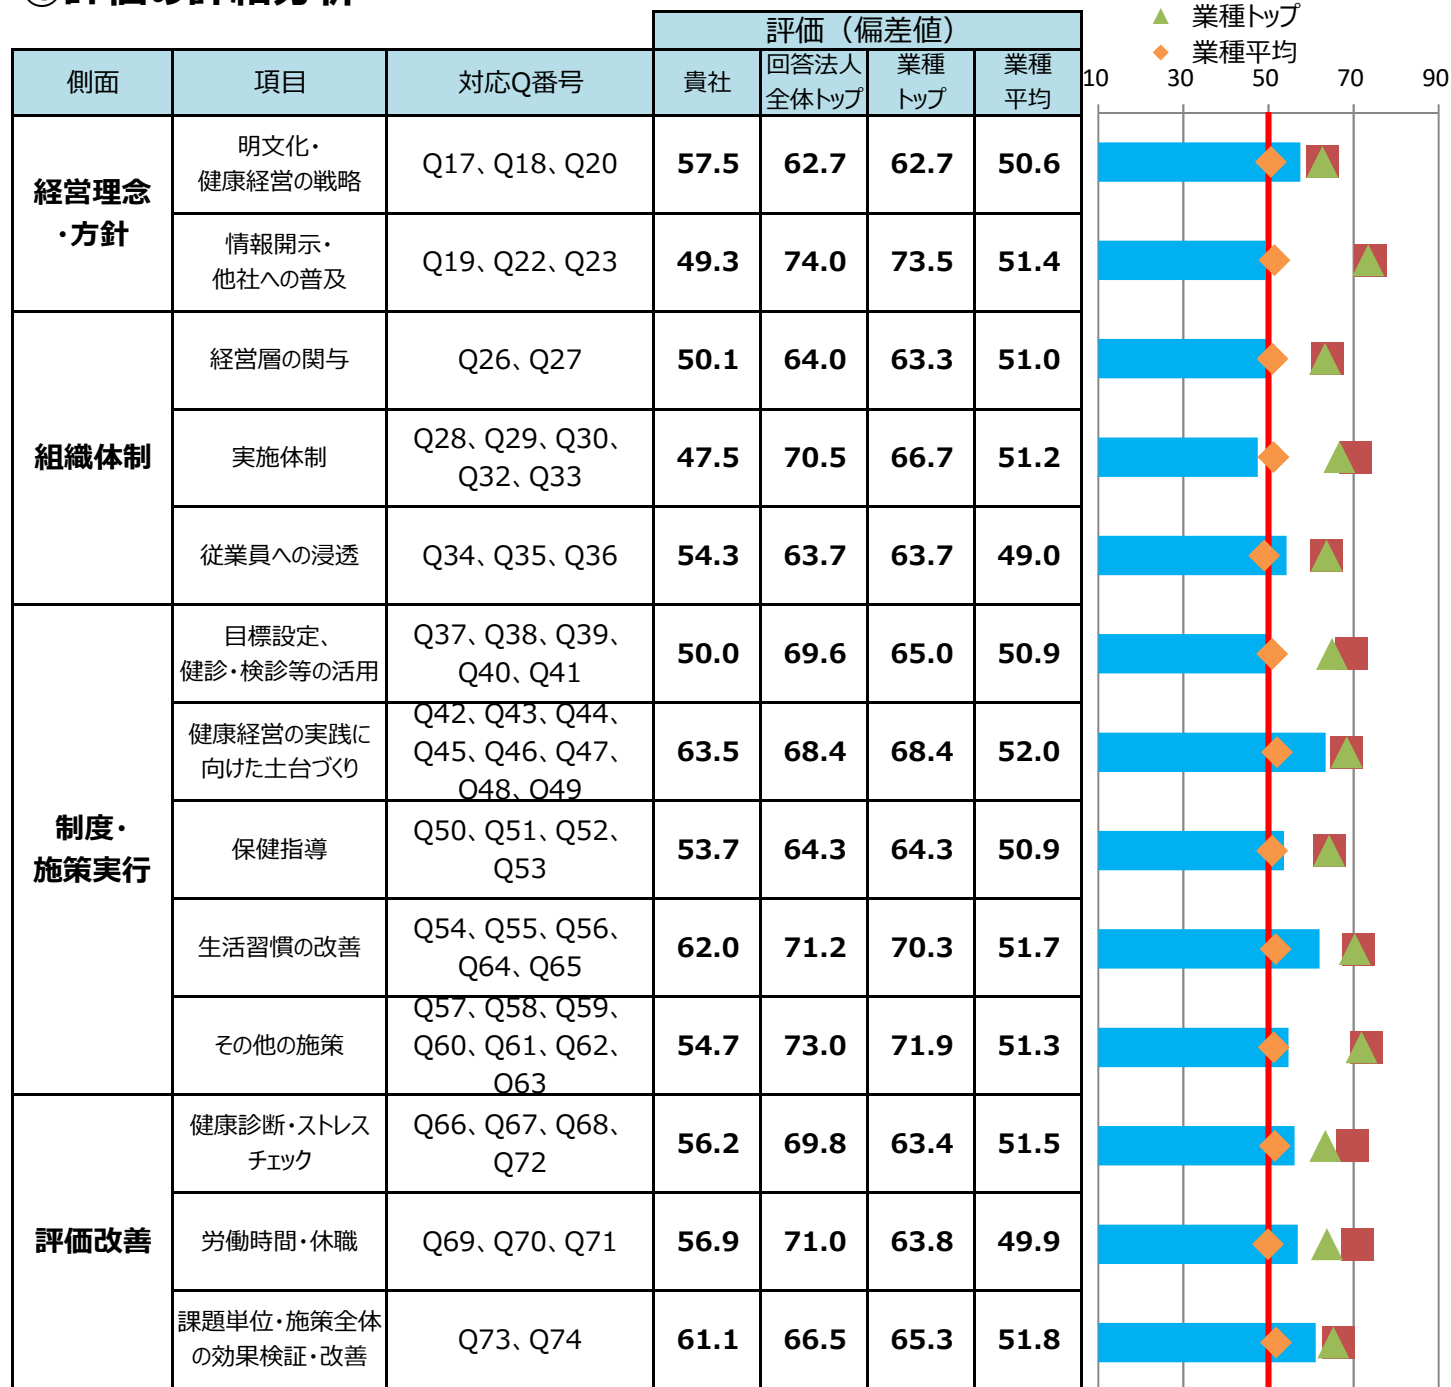 ③評価の詳細分析
▲ 業種トップ
◆ 業種平均
評価（偏差値）
側面 項目 対応Q番号 貴社 回答法人全体トップ 業種トップ 業種平均
10 30 50 70 90
経営理念・方針
明文化・健康経営の戦略 Q17、Q18、Q20 57.5 62.7 62.7 50.6
情報開示・他社への普及 Q19、Q22、Q23 49.3 74.0 73.5 51.4
組織体制
経営層の関与 Q26、Q27 50.1 64.0 63.3 51.0
実施体制 Q28、Q29、Q30、Q32、Q33 47.5 70.5 66.7 51.2
従業員への浸透 Q34、Q35、Q36 54.3 63.7 63.7 49.0
制度・施策実行
目標設定、健診・検診等の活用 Q37、Q38、Q39、Q40、Q41 50.0 69.6 65.0 50.9
健康経営の実践に向けた土台づくり Q42、Q43、Q44、Q45、Q46、Q47、Q48、Q49 63.5 68.4 68.4 52.0
保健指導 Q50、Q51、Q52、Q53 53.7 64.3 64.3 50.9
生活習慣の改善 Q54、Q55、Q56、Q64、Q65 62.0 71.2 70.3 51.7
その他の施策 Q57、Q58、Q59、Q60、Q61、Q62、Q63 54.7 73.0 71.9 51.3
評価改善
健康診断・ストレスチェック Q66、Q67、Q68、Q72 56.2 69.8 63.4 51.5
労働時間・休職 Q69、Q70、Q71 56.9 71.0 63.8 49.9
課題単位・施策全体の効果検証・改善 Q73、Q74 61.1 66.5 65.3 51.8